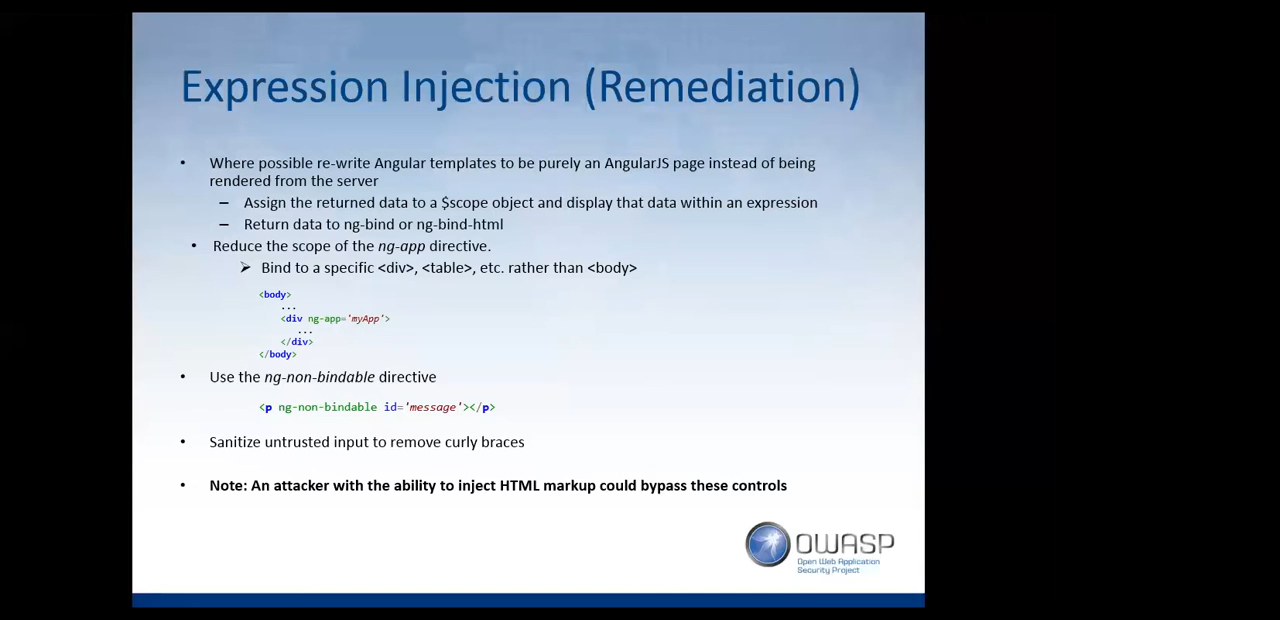 Expression Injection (Remediation)
• Where possible re-write Angular templates to be purely an AngularJS page instead of being
rendered from the server
– Assign the returned data to a $scope object and display that data within an expression
– Return data to ng-bind or ng-bind-html
• Reduce the scope of the ng-app directive.
➢ Bind to a specific <div>, <table>, etc. rather than <body>
<body>
...
<div ng-app='myApp'>
...
</div>
</body>
• Use the ng-non-bindable directive
<p ng-non-bindable id='message'></p>
• Sanitize untrusted input to remove curly braces
• Note: An attacker with the ability to inject HTML markup could bypass these controls
OWASP
Open Web Application
Security Project